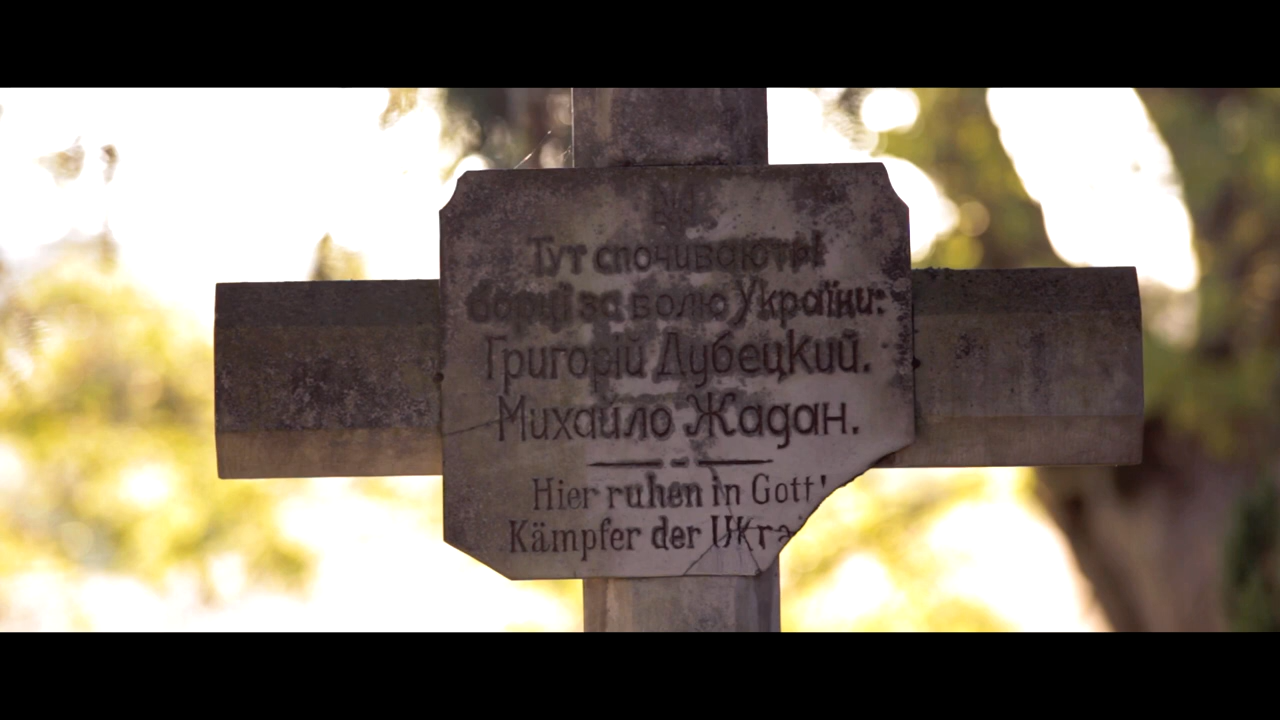 Тут спочивають!
борці за волю України:
Григорій Дубецкий.
Михайло Жадан.
Hier ruhen in Gott!
Kämpfer der Ukra